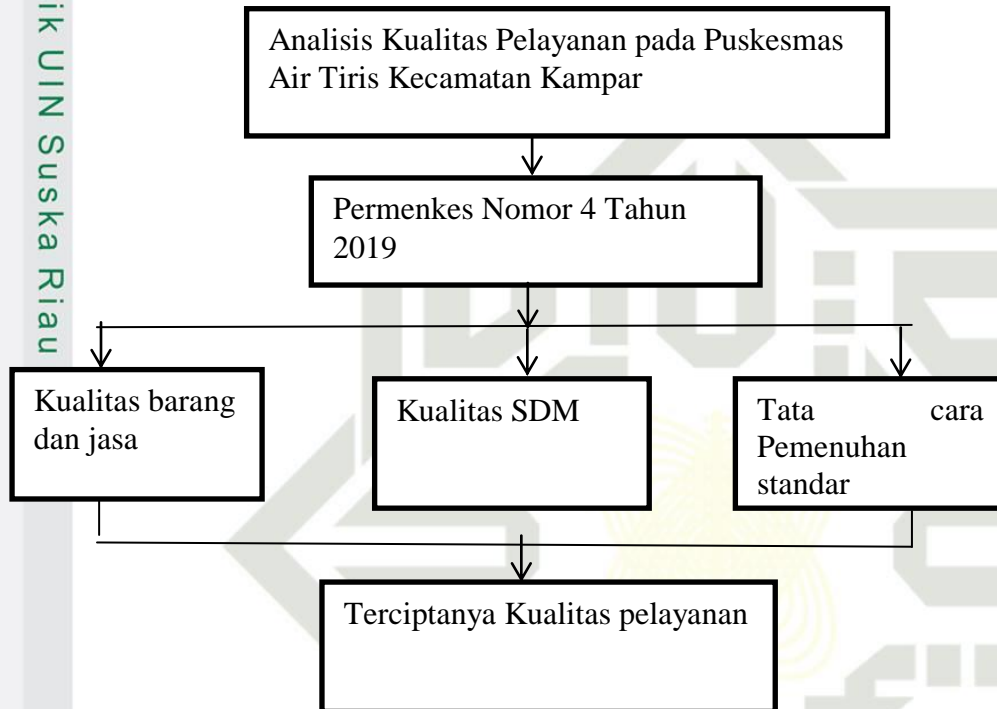 ik UIN Suska Riau
Analisis Kualitas Pelayanan pada Puskesmas
Air Tiris Kecamatan Kampar
Permenkes Nomor 4 Tahun
2019
Kualitas barang
dan jasa
Kualitas SDM
Tata cara
Pemenuhan
standar
Terciptanya Kualitas pelayanan